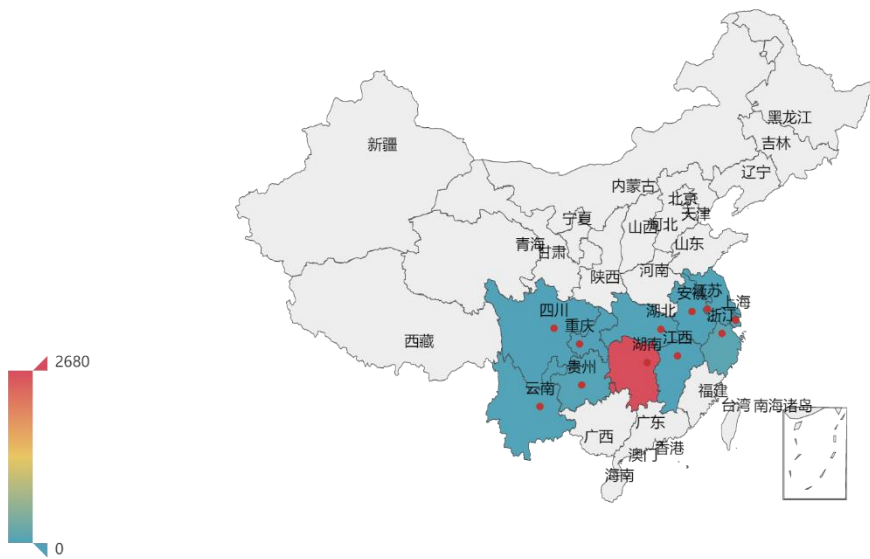 黑龙江
新疆
吉林
辽宁
内蒙古
北京
天津
宁夏
山西
河北
山东
青海
甘肃
河南
陕西
安徽
江苏
上海
四川
湖北
浙江
重庆
西藏
湖南
江西
2680
贵州
云南
福建
台湾
南海诸岛
广东
广西
香港
澳门
海南
0